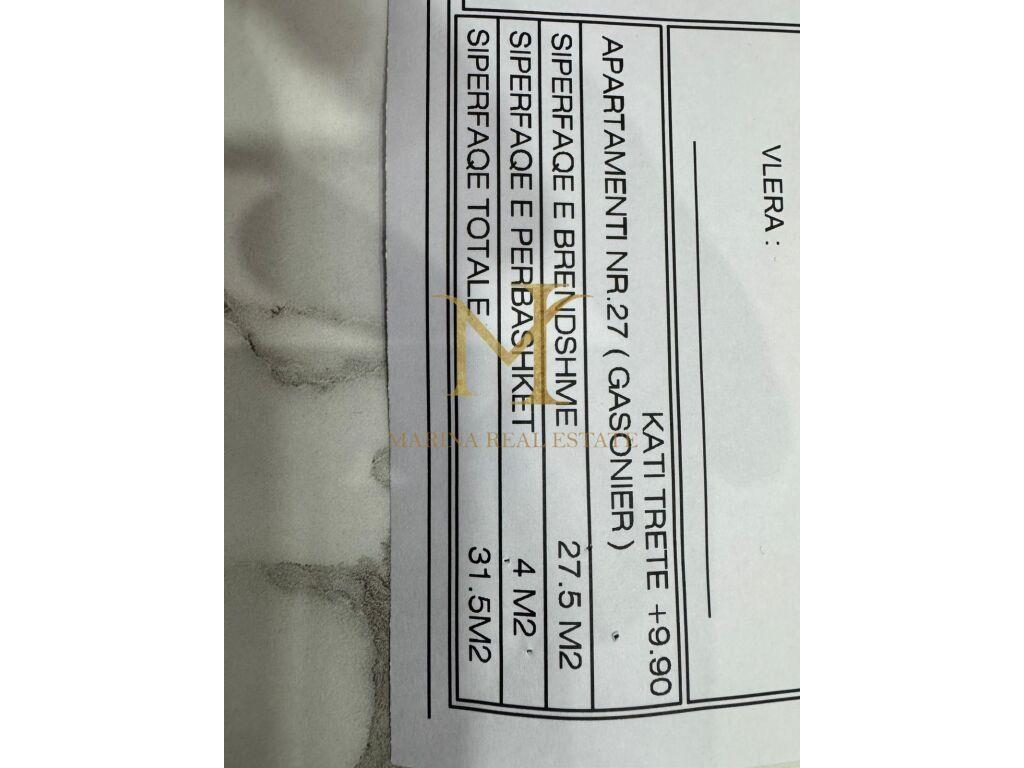 VLERA :
KATI TRETE +9.90
APARTAMENTI NR.27 ( GASONIER )
SIPERFAQE E BRENDSHME 27.5 M2
SIPERFAQE E PERBASHKET 4 M2
SIPERFAQE TOTALE 31.5M2
M
MARINA REAL ESTATE